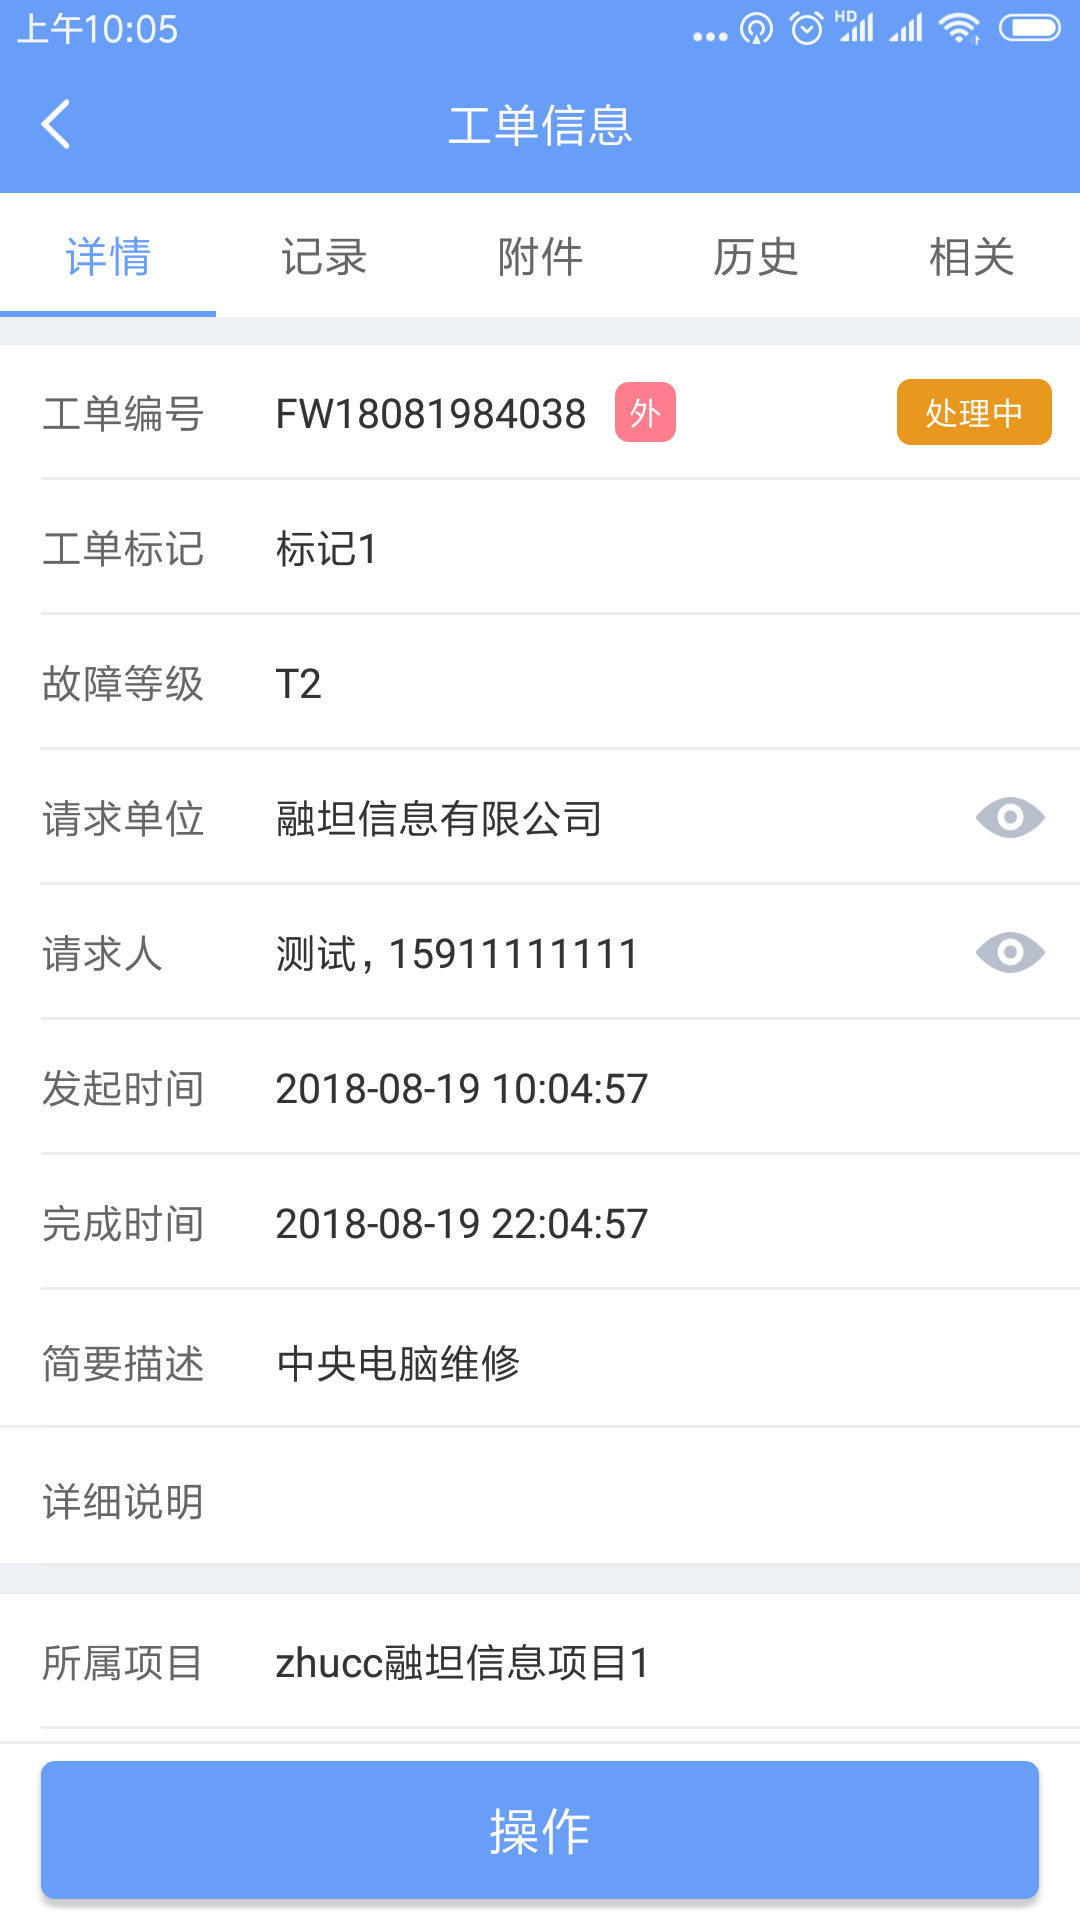 上午10:05
HD
工单信息
详情 记录 附件 历史 相关
工单编号 FW18081984038 外 处理中
工单标记 标记1
故障等级 T2
请求单位 融坦信息有限公司
请求人 测试，15911111111
发起时间 2018-08-19 10:04:57
完成时间 2018-08-19 22:04:57
简要描述 中央电脑维修
详细说明
所属项目 zhucc融坦信息项目1
操作